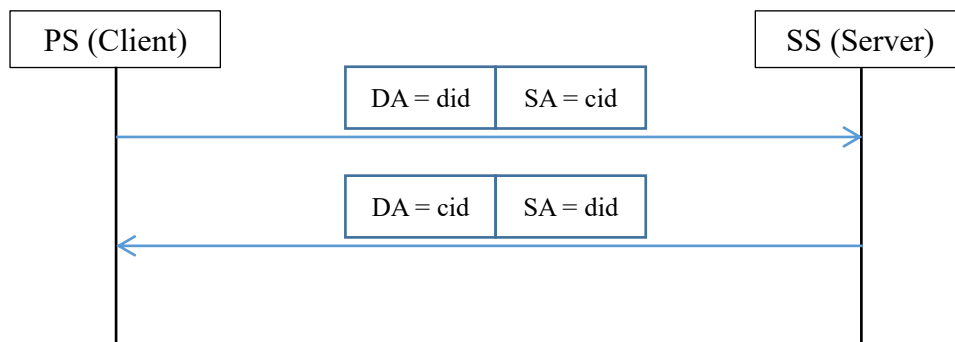 PS (Client)
SS (Server)
DA = did
SA = cid
DA = cid
SA = did